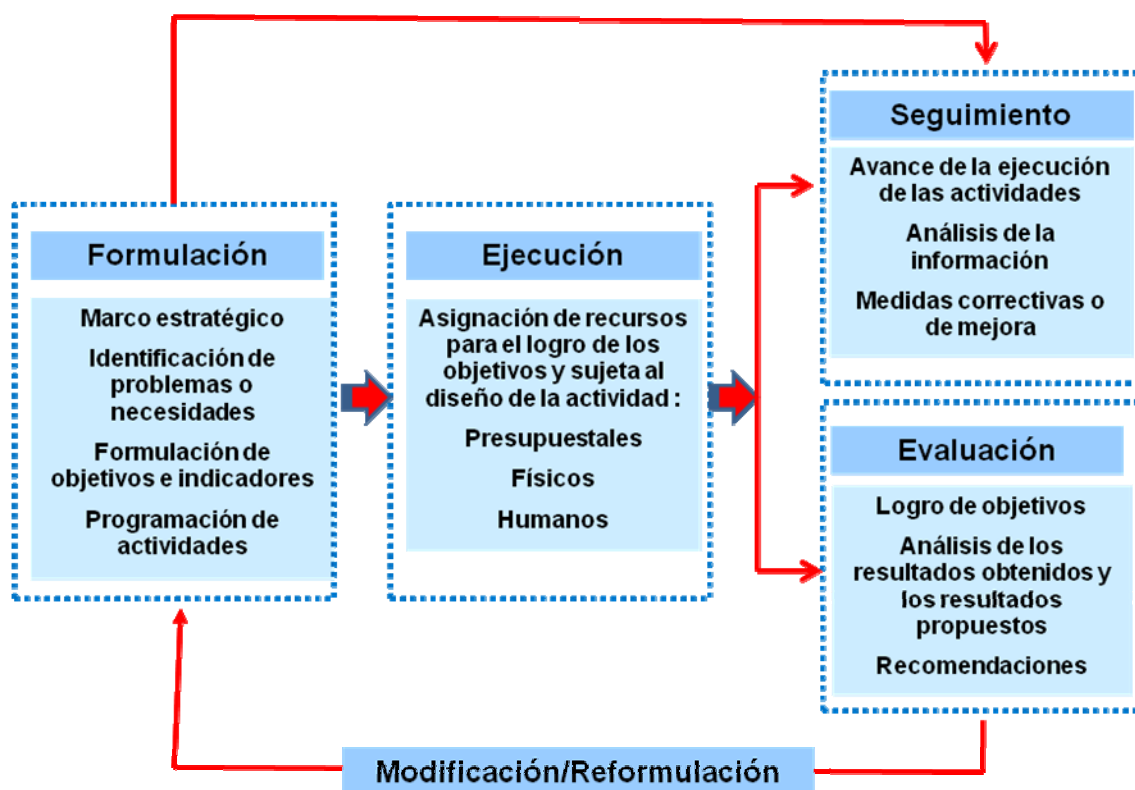 Formulación
Marco estratégico
Identificación de
problemas o
necesidades
Formulación de
objetivos e indicadores
Programación de
actividades
Ejecución
Asignación de recursos
para el logro de los
objetivos y sujeta al
diseño de la actividad :
Presupuestales
Físicos
Humanos
Seguimiento
Avance de la ejecución
de las actividades
Análisis de la
información
Medidas correctivas o
de mejora
Evaluación
Logro de objetivos
Análisis de los
resultados obtenidos y
los resultados
propuestos
Recomendaciones
Modificación/Reformulación